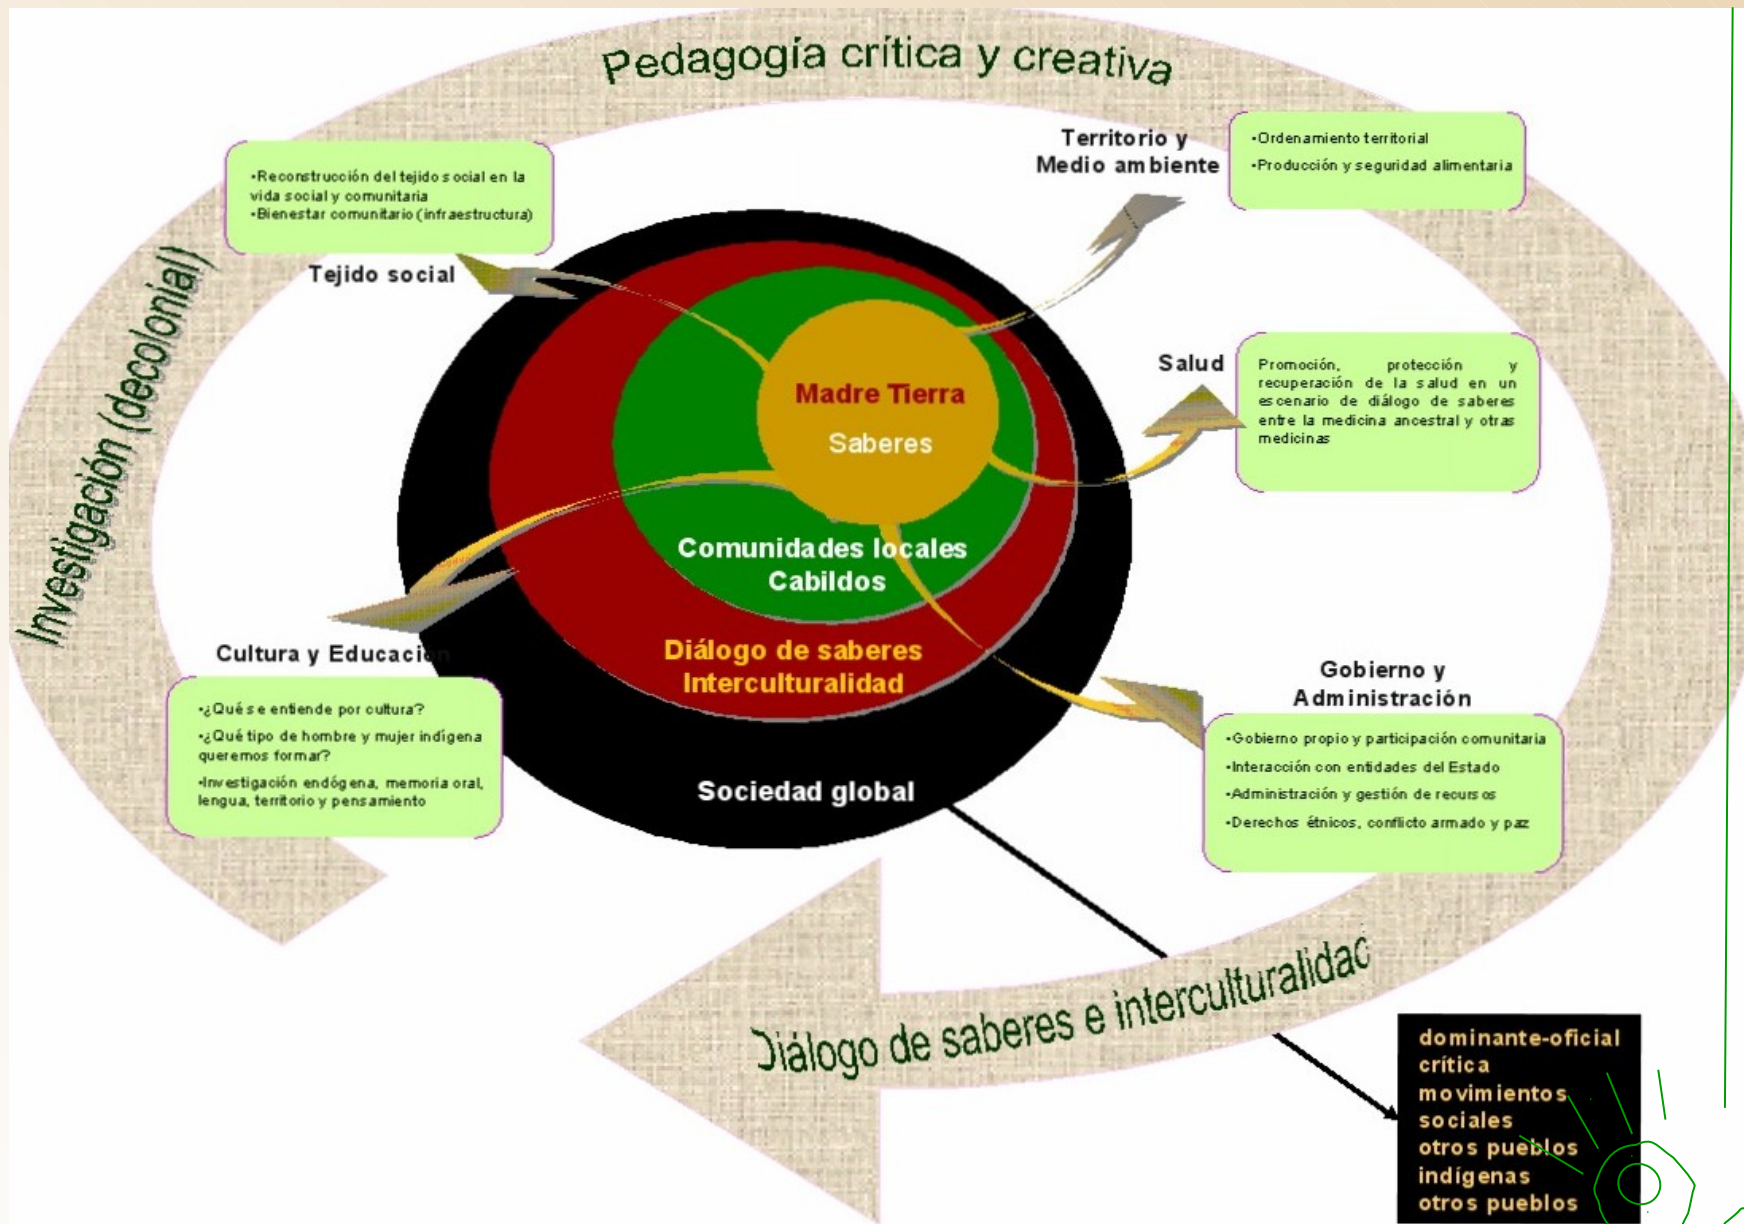 Pedagogía crítica y creativa
Investigación (decolonial)
•Reconstrucción del tejido social en la
vida social y comunitaria
•Bienestar comunitario (infraestructura)
Tejido social
Territorio y
Medio ambiente
•Ordenamiento territorial
•Producción y seguridad alimentaria
Salud
Promoción, protección y
recuperación de la salud en un
escenario de diálogo de saberes
entre la medicina ancestral y otras
medicinas
Madre Tierra
Saberes
Comunidades locales
Cabildos
Diálogo de saberes
Interculturalidad
Sociedad global
Cultura y Educación
•¿Qué se entiende por cultura?
•¿Qué tipo de hombre y mujer indígena
queremos formar?
•Investigación endógena, memoria oral,
lengua, territorio y pensamiento
Gobierno y
Administración
•Gobierno propio y participación comunitaria
•Interacción con entidades del Estado
•Administración y gestión de recursos
•Derechos étnicos, conflicto armado y paz
Diálogo de saberes e interculturalidad
dominante-oficial
crítica
movimientos
sociales
otros pueblos
indígenas
otros pueblos